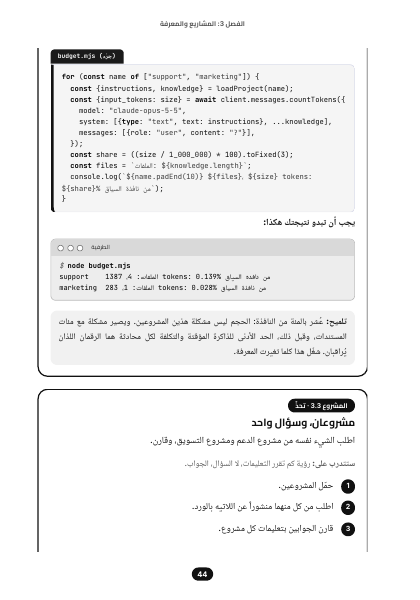 الفصل 3: المشاريع والمعرفة
budget.mjs (جزء)
for (const name of ["support", "marketing"]) {
  const {instructions, knowledge} = loadProject(name);
  const {input_tokens: size} = await client.messages.countTokens({
    model: "claude-opus-5-5",
    system: [{type: "text", text: instructions}, ...knowledge],
    messages: [{role: "user", content: "?"}],
  });
  const share = ((size / 1_000_000) * 100).toFixed(3);
  const files = `الملفات: ${knowledge.length}`;
  console.log(`${name.padEnd(10)} ${files}، ${size} tokens:
${share}% من نافذة السياق`);
}
يجب أن تبدو نتيجتك هكذا:
الطرفية
$ node budget.mjs
support    الملفات: 4، 1387 tokens: 0.139% من نافذة السياق
marketing  الملفات: 1، 283 tokens: 0.028% من نافذة السياق
تلميح: عُشر بالمئة من النافذة: الحجم ليس مشكلة هذين المشروعين. ويصير مشكلة مع مئات
المستندات، وقبل ذلك، الحد الأدنى للذاكرة المؤقتة والتكلفة لكل محادثة هما الرقمان اللذان
يُراقبان. شغّل هذا كلما تغيرت المعرفة.
المشروع 3.3 · تحدٍّ
مشروعان، وسؤال واحد
اطلب الشيء نفسه من مشروع الدعم ومشروع التسويق، وقارن.
ستتدرب على: رؤية كم تقرر التعليمات، لا السؤال، الجواب.
1 حمّل المشروعين.
2 اطلب من كل منهما منشوراً عن اللاتيه بالورد.
3 قارن الجوابين بتعليمات كل مشروع.
44